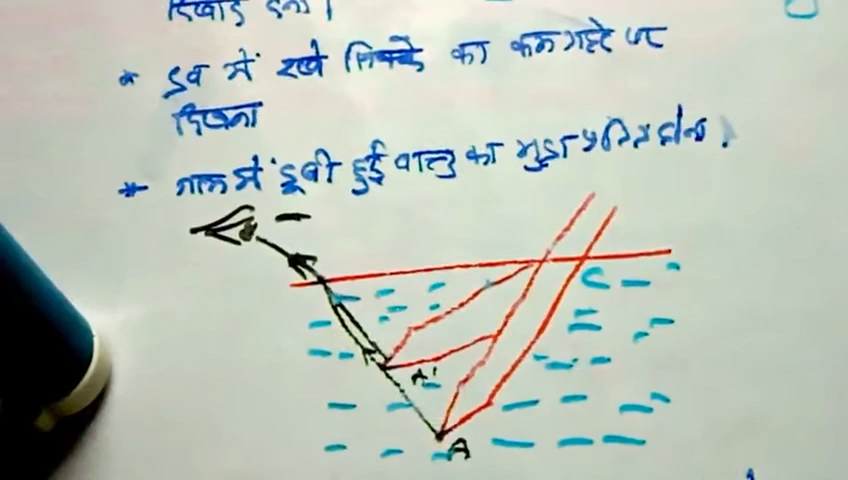 दिखाई देना।
* द्रव में रखे सिक्के का कम गहरे पर
दिखना
* जल में डूबी हुई वस्तु का मुड़ा प्रतीत होना।
C
A'
A